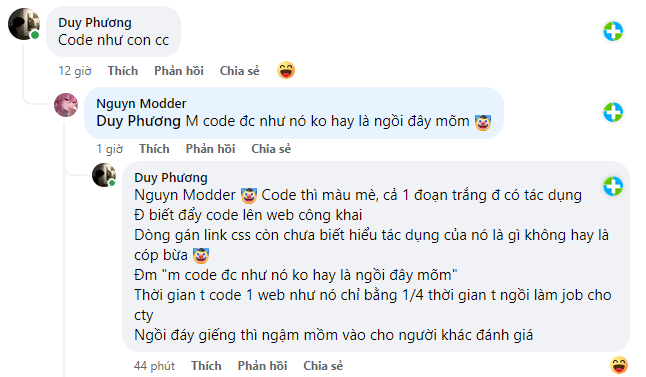 Duy Phương
Code như con cc
12 giờ Thích Phản hồi Chia sẻ
Nguyn Modder
Duy Phương M code đc như nó ko hay là ngồi đây mõm 🤡
1 giờ Thích Phản hồi Chia sẻ
Duy Phương
Nguyn Modder 🤡 Code thì màu mè, cả 1 đoạn trắng đ có tác dụng
Đ biết đẩy code lên web công khai
Dòng gán link css còn chưa biết hiểu tác dụng của nó là gì không hay là
cóp bừa 🤡
Đm "m code đc như nó ko hay là ngồi đây mõm"
Thời gian t code 1 web như nó chỉ bằng 1/4 thời gian t ngồi làm job cho
cty
Ngồi đáy giếng thì ngậm mồm vào cho người khác đánh giá
44 phút Thích Phản hồi Chia sẻ